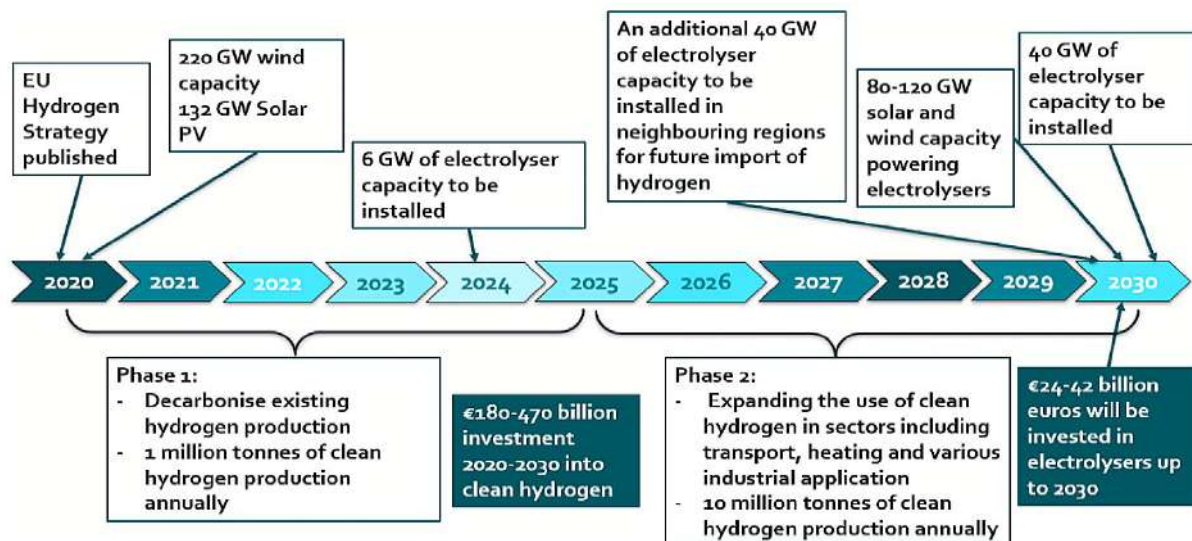 EU
Hydrogen
Strategy
published
220 GW wind
capacity
132 GW Solar
PV
6 GW of electrolyser
capacity to be
installed
An additional 40 GW
of electrolyser
capacity to be
installed in
neighbouring regions
for future import of
hydrogen
80-120 GW
solar and
wind capacity
powering
electrolysers
40 GW of
electrolyser
capacity to be
installed
2020
2021
2022
2023
2024
2025
2026
2027
2028
2029
2030
Phase 1:
- Decarbonise existing
hydrogen production
- 1 million tonnes of clean
hydrogen production
annually
€180-470 billion
investment
2020-2030 into
clean hydrogen
Phase 2:
- Expanding the use of clean
hydrogen in sectors including
transport, heating and various
industrial application
- 10 million tonnes of clean
hydrogen production annually
€24-42 billion
euros will be
invested in
electrolysers up
to 2030